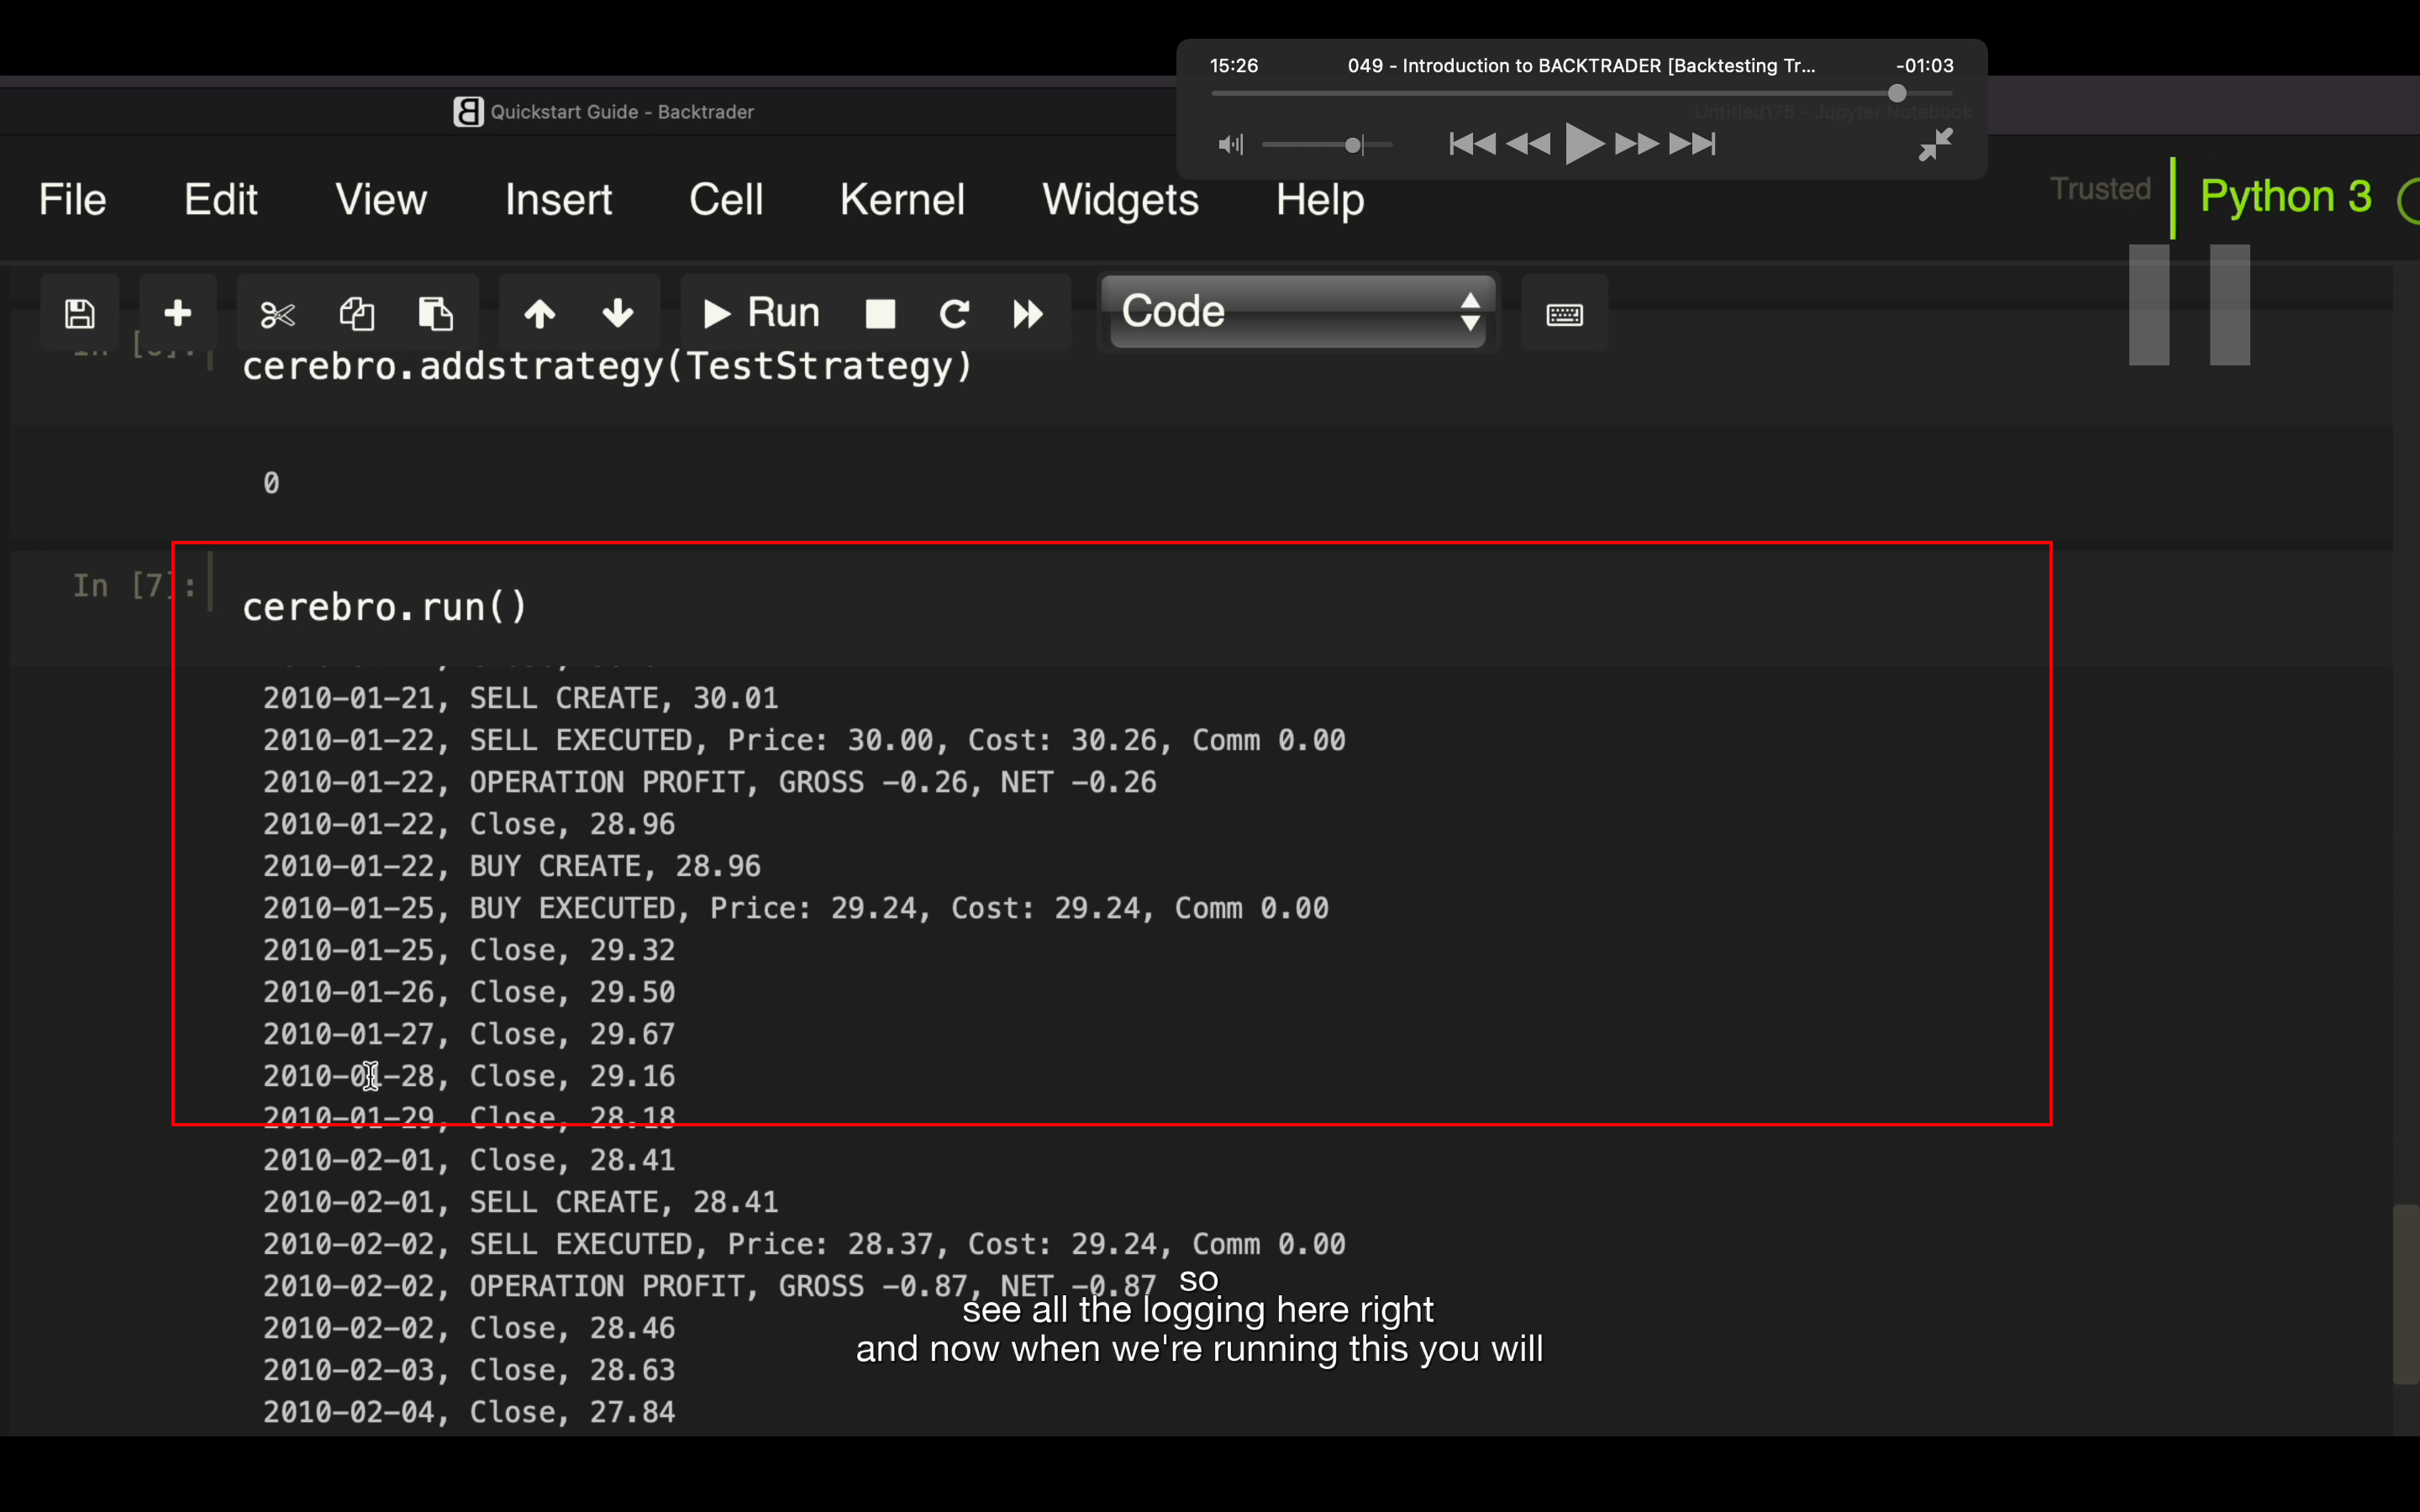 15:26 049 - Introduction to BACKTRADER [Backtesting Tr... -01:03
Quickstart Guide - Backtrader
Untitled175 - Jupyter Notebook
File Edit View Insert Cell Kernel Widgets Help Trusted Python 3
Run Code
cerebro.addstrategy(TestStrategy)
0
In [7]:
cerebro.run()
2010-01-21, SELL CREATE, 30.01
2010-01-22, SELL EXECUTED, Price: 30.00, Cost: 30.26, Comm 0.00
2010-01-22, OPERATION PROFIT, GROSS -0.26, NET -0.26
2010-01-22, Close, 28.96
2010-01-22, BUY CREATE, 28.96
2010-01-25, BUY EXECUTED, Price: 29.24, Cost: 29.24, Comm 0.00
2010-01-25, Close, 29.32
2010-01-26, Close, 29.50
2010-01-27, Close, 29.67
2010-01-28, Close, 29.16
2010-01-29, Close, 28.18
2010-02-01, Close, 28.41
2010-02-01, SELL CREATE, 28.41
2010-02-02, SELL EXECUTED, Price: 28.37, Cost: 29.24, Comm 0.00
2010-02-02, OPERATION PROFIT, GROSS -0.87, NET -0.87
2010-02-02, Close, 28.46
2010-02-03, Close, 28.63
2010-02-04, Close, 27.84
so
see all the logging here right
and now when we're running this you will